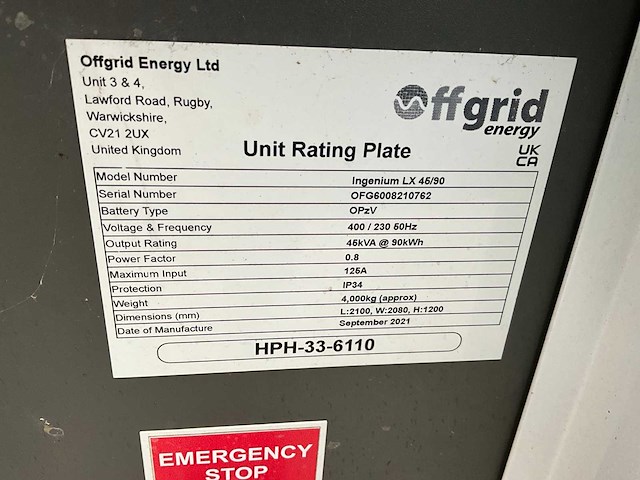 Offgrid Energy Ltd
Unit 3 & 4,
Lawford Road, Rugby,
Warwickshire,
CV21 2UX
United Kingdom
Offgrid
energy
UK
CA
Unit Rating Plate
Model Number Ingenium LX 45/90
Serial Number OFG6008210762
Battery Type OPzV
Voltage & Frequency 400 / 230 50Hz
Output Rating 45kVA @ 90kWh
Power Factor 0.8
Maximum Input 125A
Protection IP34
Weight 4,000kg (approx)
Dimensions (mm) L:2100, W:2080, H:1200
Date of Manufacture September 2021
HPH-33-6110
EMERGENCY
STOP